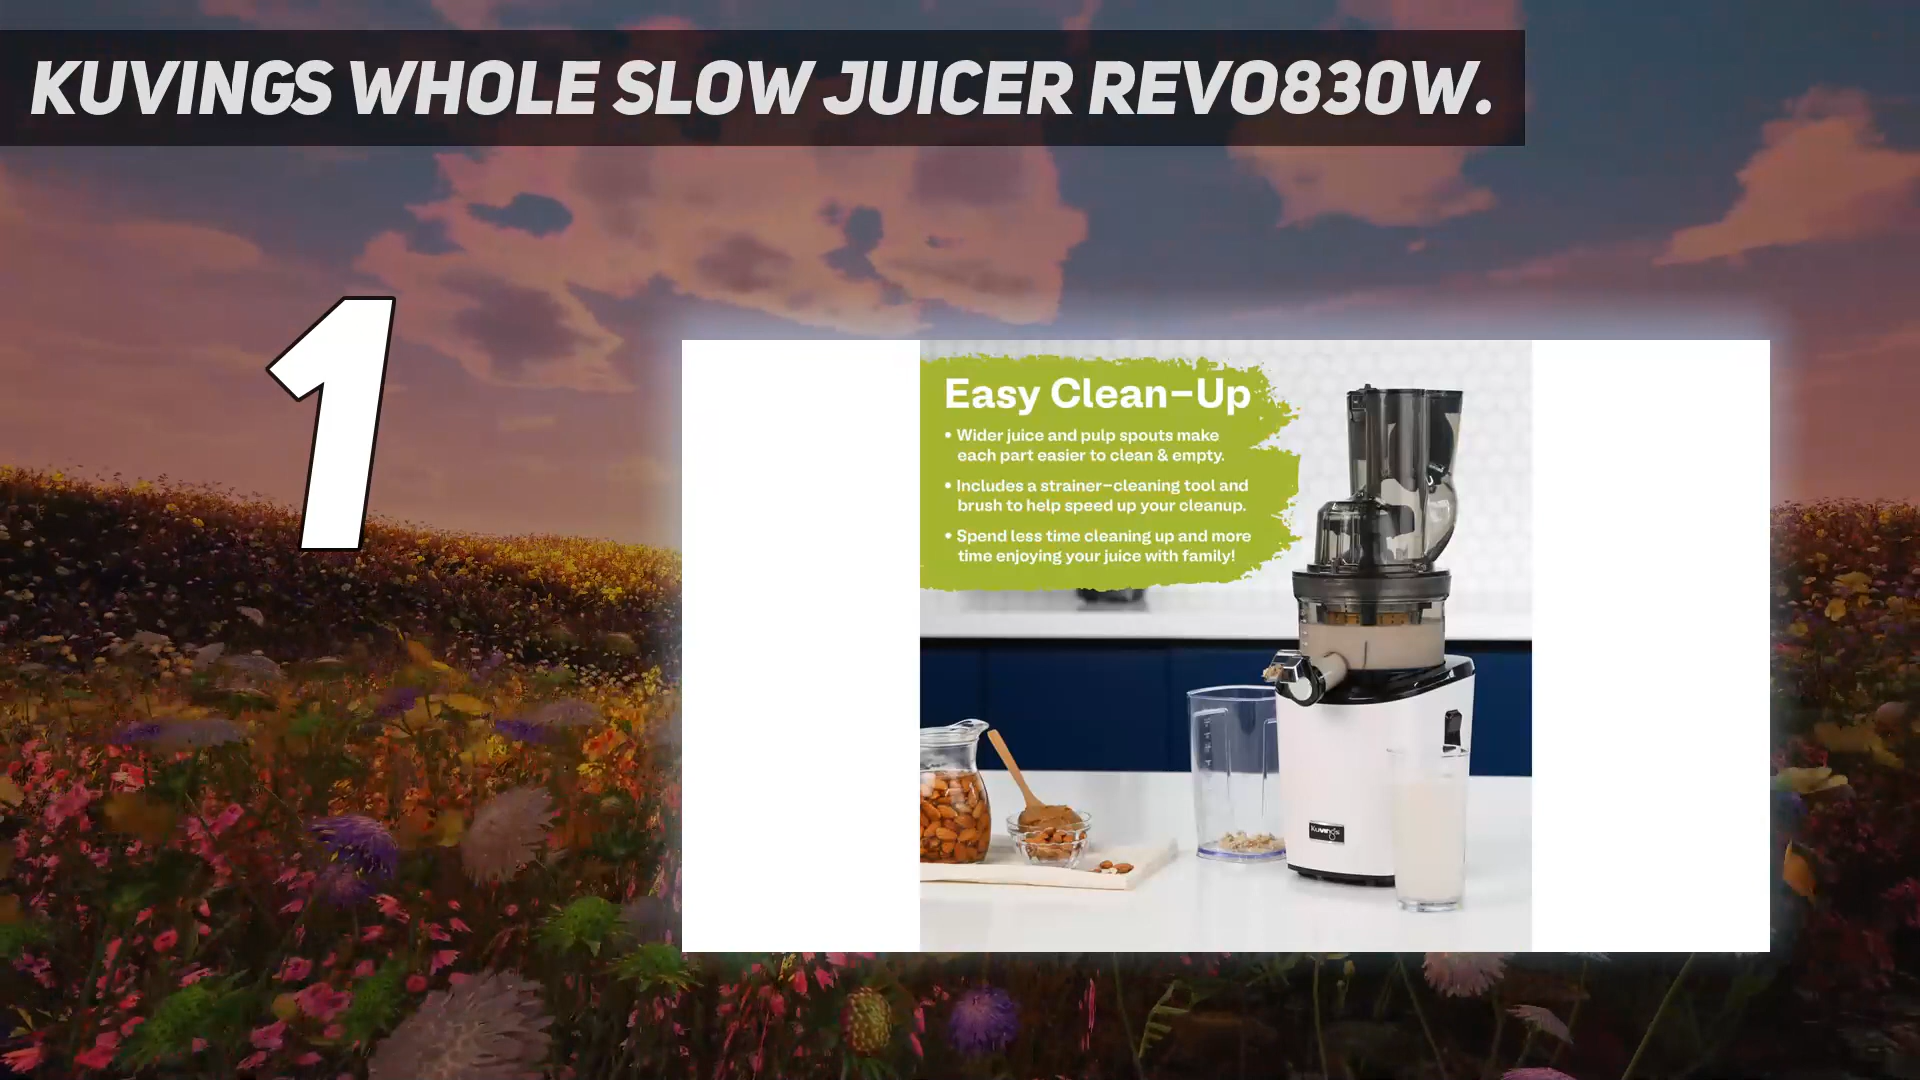 KUVINGS WHOLE SLOW JUICER REVO830W.
1
Easy Clean-Up
• Wider juice and pulp spouts make
each part easier to clean & empty.
• Includes a strainer-cleaning tool and
brush to help speed up your cleanup.
• Spend less time cleaning up and more
time enjoying your juice with family!
Kuvings